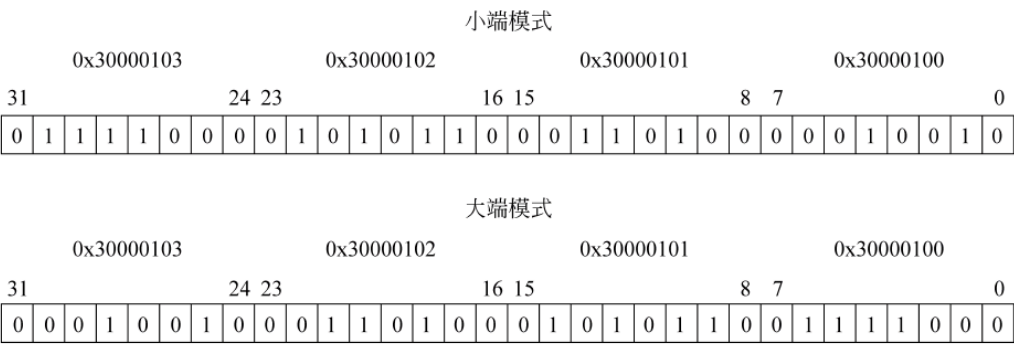 小端模式
0x30000103 0x30000102 0x30000101 0x30000100
31 24 23 16 15 8 7 0
0 1 1 1 1 0 0 0 0 1 0 1 0 1 1 0 0 0 1 1 0 1 0 0 0 0 0 1 0 0 1 0
大端模式
0x30000103 0x30000102 0x30000101 0x30000100
31 24 23 16 15 8 7 0
0 0 0 1 0 0 1 0 0 0 1 1 0 1 0 0 0 1 0 1 0 1 1 0 0 1 1 1 1 0 0 0